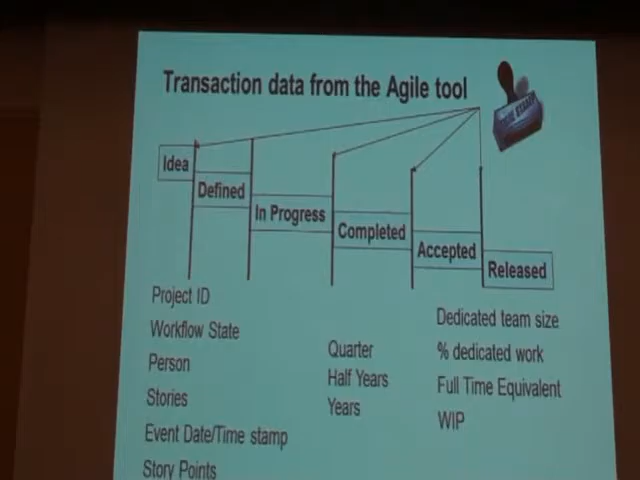 Transaction data from the Agile tool
TIME STAMP
Idea
Defined
In Progress
Completed
Accepted
Released
Project ID
Workflow State
Person
Stories
Event Date/Time stamp
Story Points
Quarter
Half Years
Years
Dedicated team size
% dedicated work
Full Time Equivalent
WIP